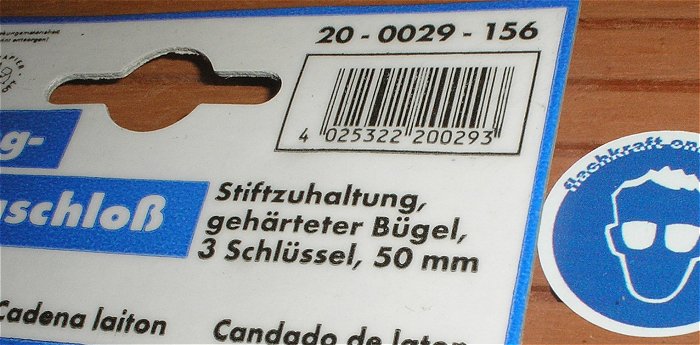 20 - 0029 - 156
4 025322 200293
g-
schloß
Stiftzuhaltung,
gehärteter Bügel,
3 Schlüssel, 50 mm
Cadena laiton
Candado de laton
flachkraft-on